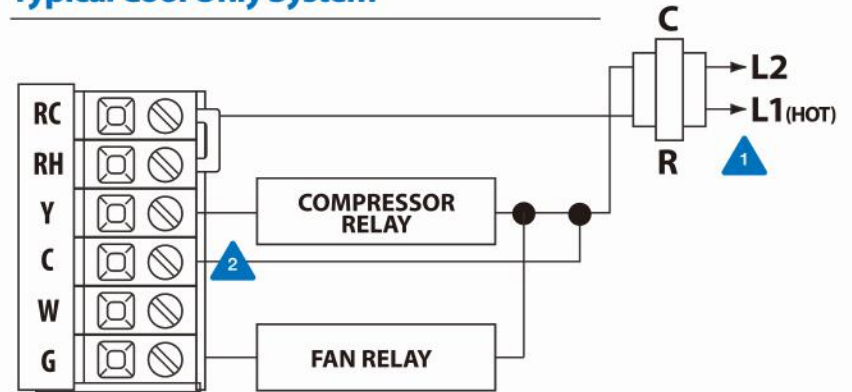 Typical Cool Only System
C
L2
L1(HOT)
R
1
RC
RH
Y
C
W
G
COMPRESSOR
RELAY
2
FAN RELAY